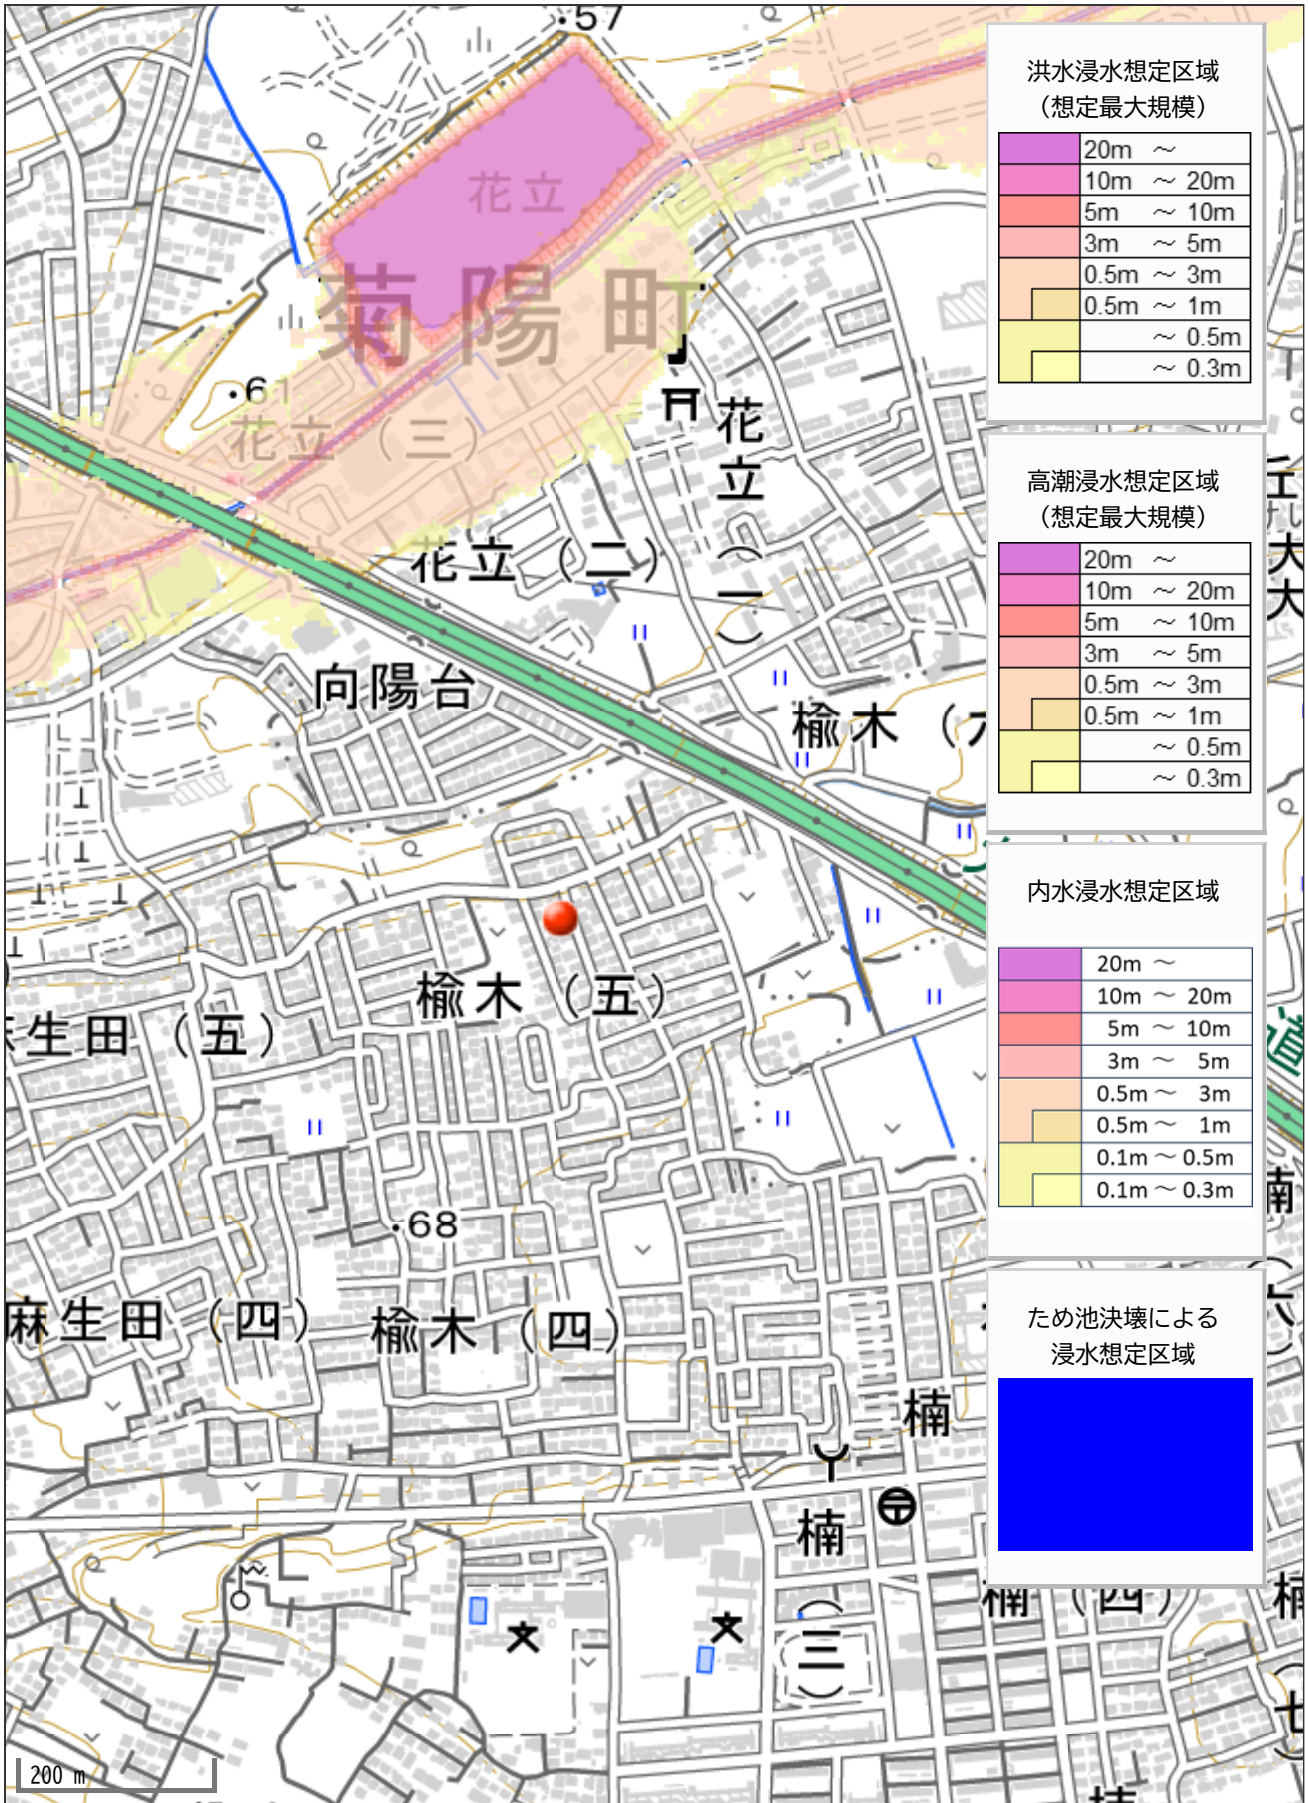 ・57
花立
菊陽町
・61
花立（三）
花立（一）
花立（二）
向陽台
楡木（六
楡木（五）
生田（五）
・68
麻生田（四）
楡木（四）
楠
楠（三）
楠（四）
七
道
大
大
200 m
洪水浸水想定区域
（想定最大規模）
20m ～
10m ～ 20m
5m ～ 10m
3m ～ 5m
0.5m ～ 3m
0.5m ～ 1m
～ 0.5m
～ 0.3m
高潮浸水想定区域
（想定最大規模）
20m ～
10m ～ 20m
5m ～ 10m
3m ～ 5m
0.5m ～ 3m
0.5m ～ 1m
～ 0.5m
～ 0.3m
内水浸水想定区域
20m ～
10m ～ 20m
5m ～ 10m
3m ～ 5m
0.5m ～ 3m
0.5m ～ 1m
0.1m ～ 0.5m
0.1m ～ 0.3m
ため池決壊による
浸水想定区域